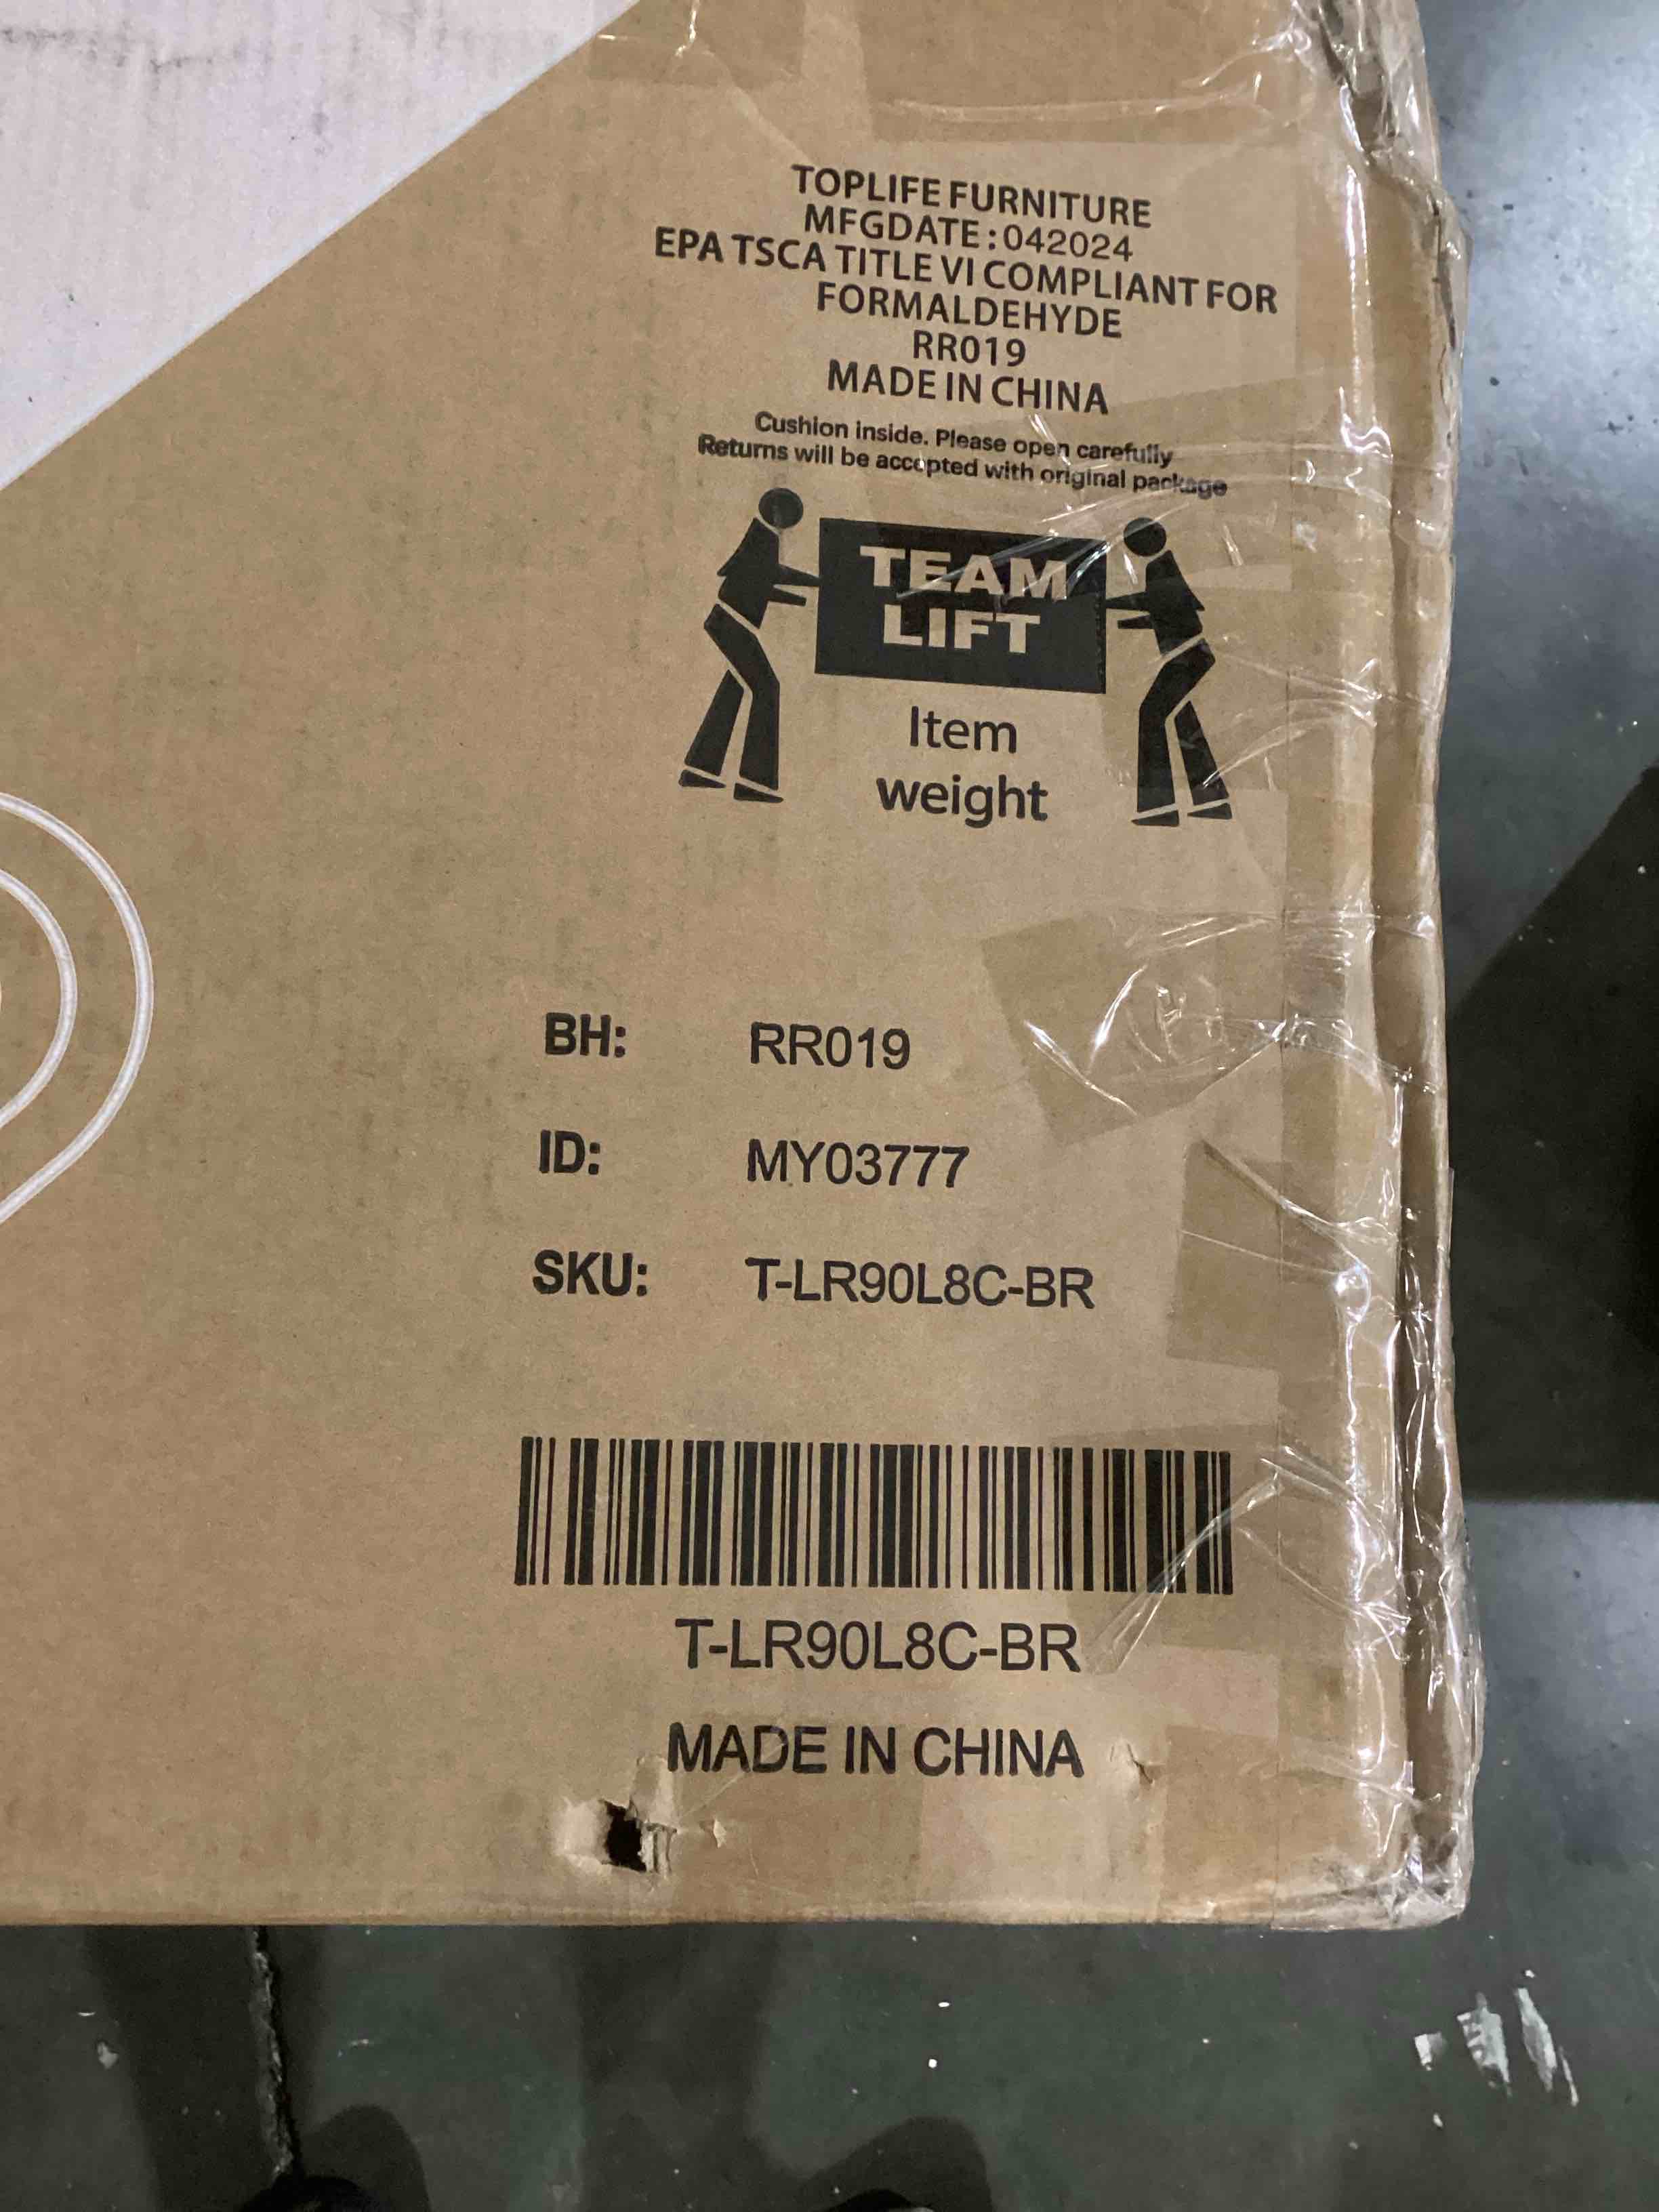 TOPLIFE FURNITURE
MFGDATE:042024
EPA TSCA TITLE VI COMPLIANT FOR
FORMALDEHYDE
RR019
MADE IN CHINA
Cushion inside. Please open carefully
Returns will be accepted with original package
TEAM
LIFT
Item
weight
BH: RR019
ID: MY03777
SKU: T-LR90L8C-BR
T-LR90L8C-BR
MADE IN CHINA